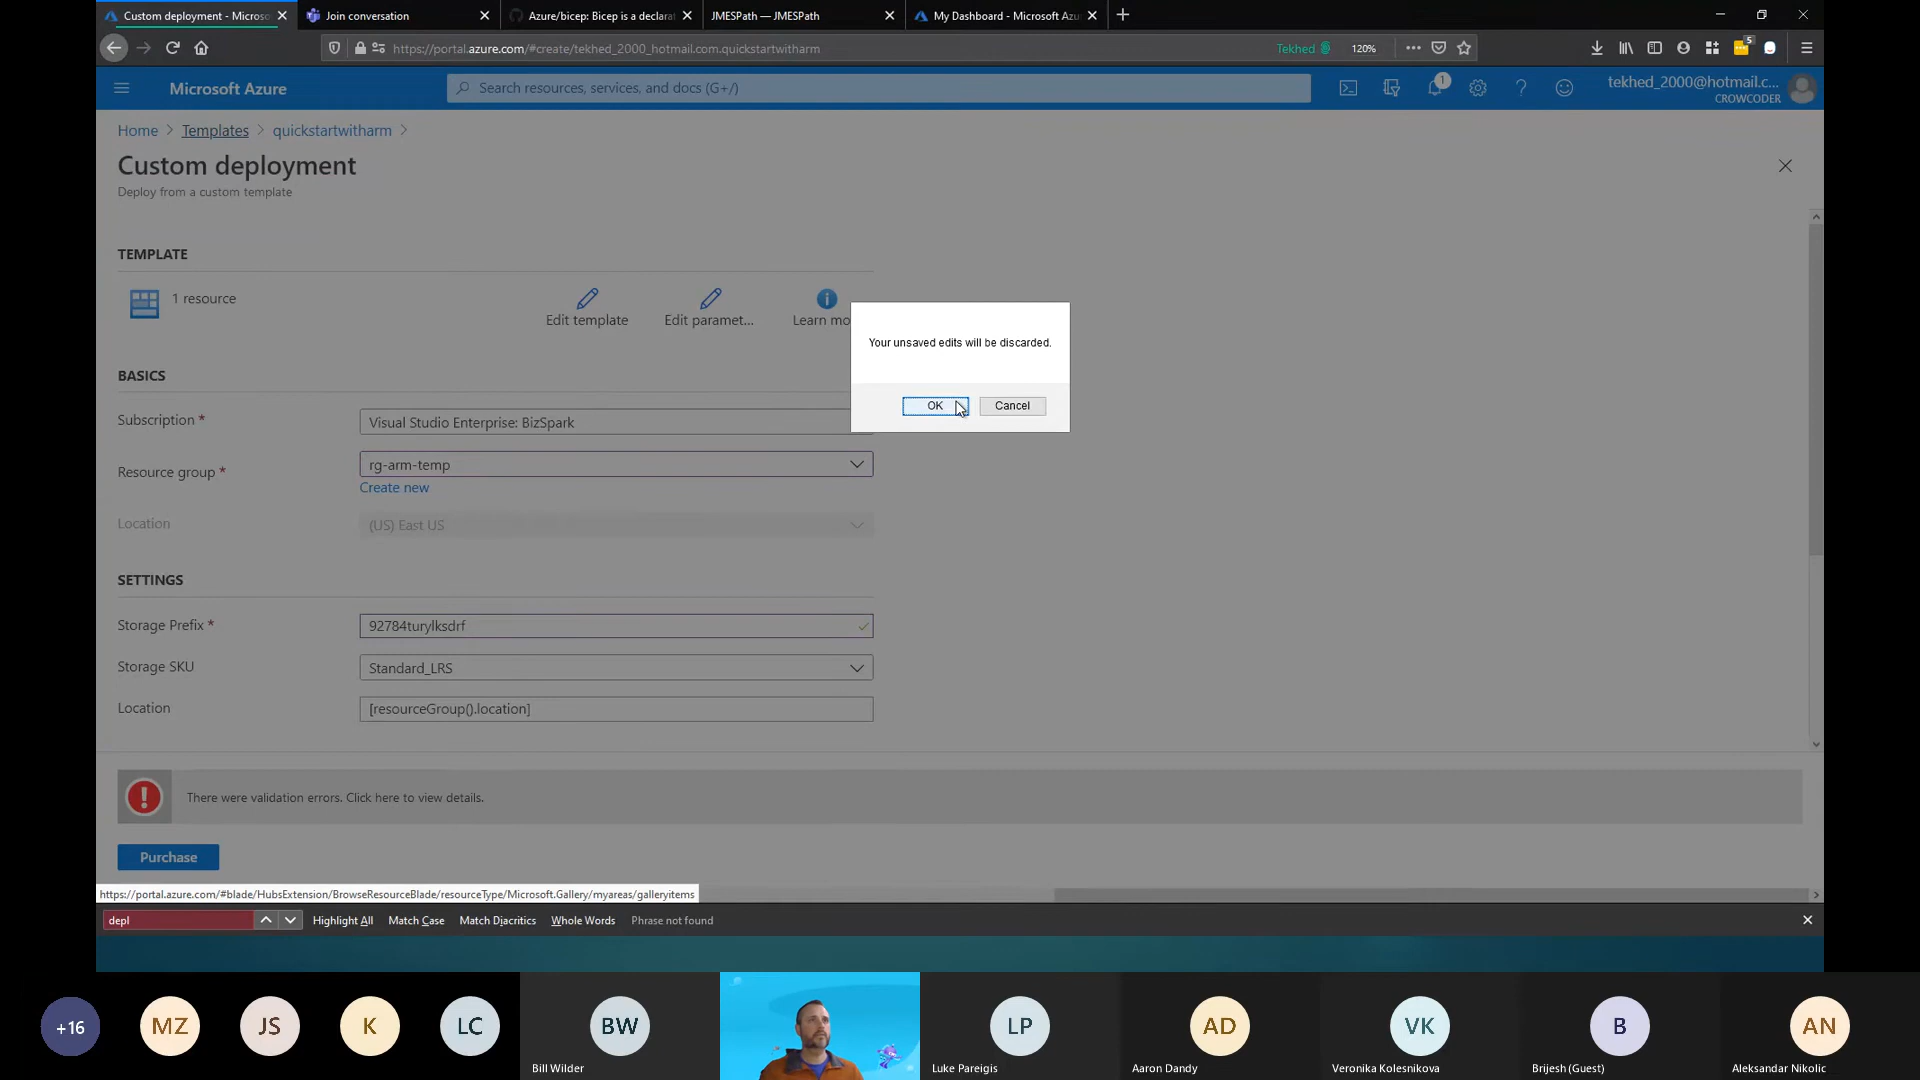 Custom deployment - Microso
Join conversation
Azure/bicep: Bicep is a declarat
JMESPath — JMESPath
My Dashboard - Microsoft Azu
https://portal.azure.com/#create/tekhed_2000_hotmail.com.quickstartwitharm
Tekhed
120%
5
Microsoft Azure
Search resources, services, and docs (G+/)
1
tekhed_2000@hotmail.c...
CROWCODER
Home > Templates > quickstartwitharm >
Custom deployment
Deploy from a custom template
TEMPLATE
1 resource
Edit template
Edit paramet...
Learn mo
Your unsaved edits will be discarded.
OK
Cancel
BASICS
Subscription *
Visual Studio Enterprise: BizSpark
Resource group *
rg-arm-temp
Create new
Location
(US) East US
SETTINGS
Storage Prefix *
92784turylksdrf
Storage SKU
Standard_LRS
Location
[resourceGroup().location]
There were validation errors. Click here to view details.
Purchase
https://portal.azure.com/#blade/HubsExtension/BrowseResourceBlade/resourceType/Microsoft.Gallery/myareas/galleryitems
depl
Highlight All
Match Case
Match Diacritics
Whole Words
Phrase not found
+16
MZ
JS
K
LC
BW
LP
AD
VK
B
AN
Bill Wilder
Luke Pareigis
Aaron Dandy
Veronika Kolesnikova
Brijesh (Guest)
Aleksandar Nikolic